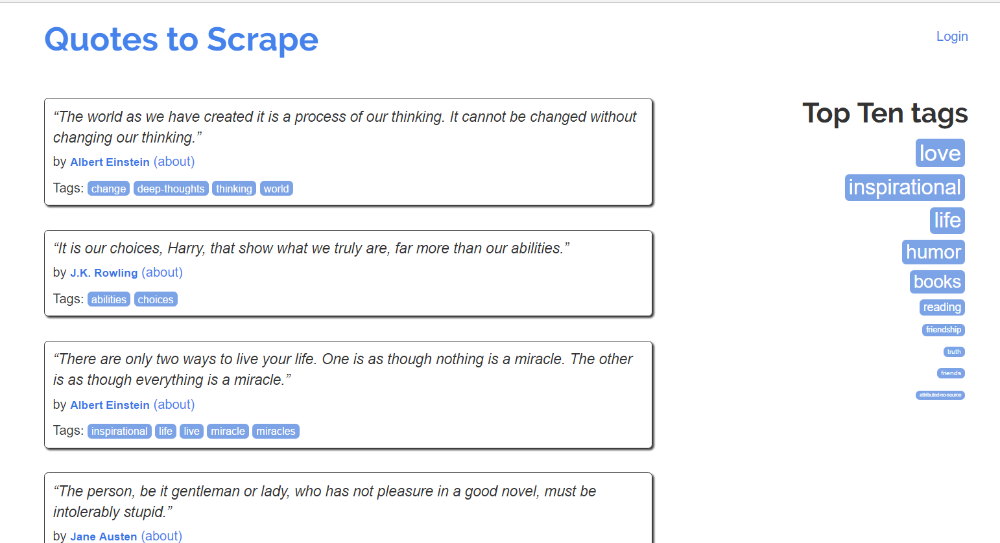 Quotes to Scrape
Login
“The world as we have created it is a process of our thinking. It cannot be changed without
changing our thinking.”
by Albert Einstein (about)
Tags: change deep-thoughts thinking world
“It is our choices, Harry, that show what we truly are, far more than our abilities.”
by J.K. Rowling (about)
Tags: abilities choices
“There are only two ways to live your life. One is as though nothing is a miracle. The other
is as though everything is a miracle.”
by Albert Einstein (about)
Tags: inspirational life live miracle miracles
“The person, be it gentleman or lady, who has not pleasure in a good novel, must be
intolerably stupid.”
by Jane Austen (about)
Top Ten tags
love
inspirational
life
humor
books
reading
friendship
truth
friends
attributed-no-source